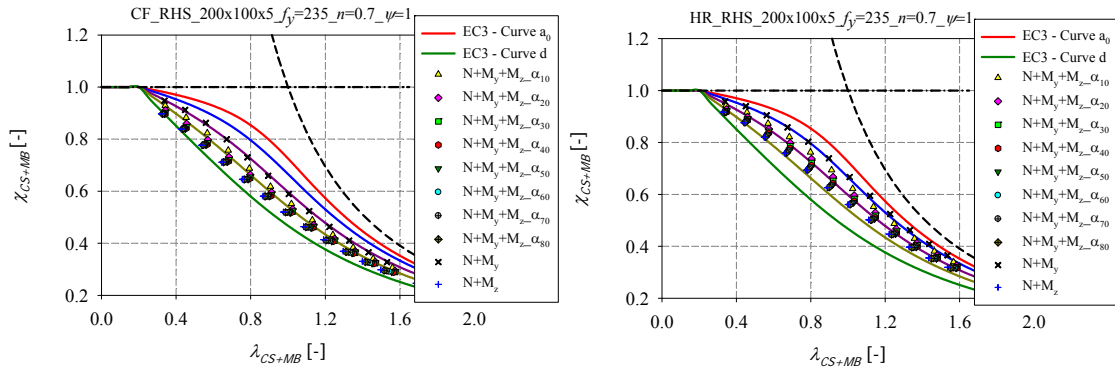 CF_RHS_200x100x5_fy=235_n=0.7_ψ=1
1.2
1.0
0.8
0.6
0.4
0.2
χCS+MB [-]
0.0
0.4
0.8
1.2
1.6
2.0
λCS+MB [-]
EC3 - Curve a0
EC3 - Curve d
N+My+Mz_α10
N+My+Mz_α20
N+My+Mz_α30
N+My+Mz_α40
N+My+Mz_α50
N+My+Mz_α60
N+My+Mz_α70
N+My+Mz_α80
N+My
N+Mz
HR_RHS_200x100x5_fy=235_n=0.7_ψ=1
1.2
1.0
0.8
0.6
0.4
0.2
χCS+MB [-]
0.0
0.4
0.8
1.2
1.6
2.0
λCS+MB [-]
EC3 - Curve a0
EC3 - Curve d
N+My+Mz_α10
N+My+Mz_α20
N+My+Mz_α30
N+My+Mz_α40
N+My+Mz_α50
N+My+Mz_α60
N+My+Mz_α70
N+My+Mz_α80
N+My
N+Mz